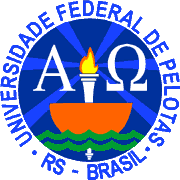 UNIVERSIDADE FEDERAL DE PELOTAS
Α Ω
· RS - BRASIL ·